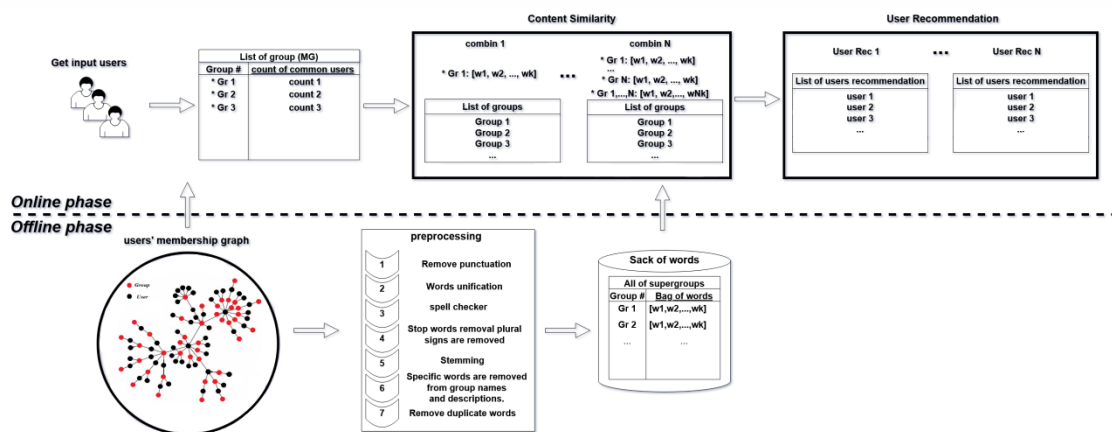 Content Similarity
User Recommendation
Get input users
List of group (MG)
Group # count of common users
* Gr 1 count 1
* Gr 2 count 2
* Gr 3 count 3
combin 1
* Gr 1: [w1, w2, ..., wk]
List of groups
Group 1
Group 2
Group 3
...
...
combin N
* Gr 1: [w1, w2, ..., wk]
...
* Gr N: [w1, w2, ..., wk]
* Gr 1,...,N: [w1, w2,..., wNk]
List of groups
Group 1
Group 2
Group 3
...
User Rec 1
List of users recommendation
user 1
user 2
user 3
...
...
User Rec N
List of users recommendation
user 1
user 2
user 3
...
Online phase
Offline phase
users' membership graph
Group
User
preprocessing
1 Remove punctuation
2 Words unification
3 spell checker
4 Stop words removal plural
signs are removed
5 Stemming
6 Specific words are removed
from group names
and descriptions.
7 Remove duplicate words
Sack of words
All of supergroups
Group # Bag of words
Gr 1 [w1,w2,...,wk]
Gr 2 [w1,w2,...,wk]
... ...